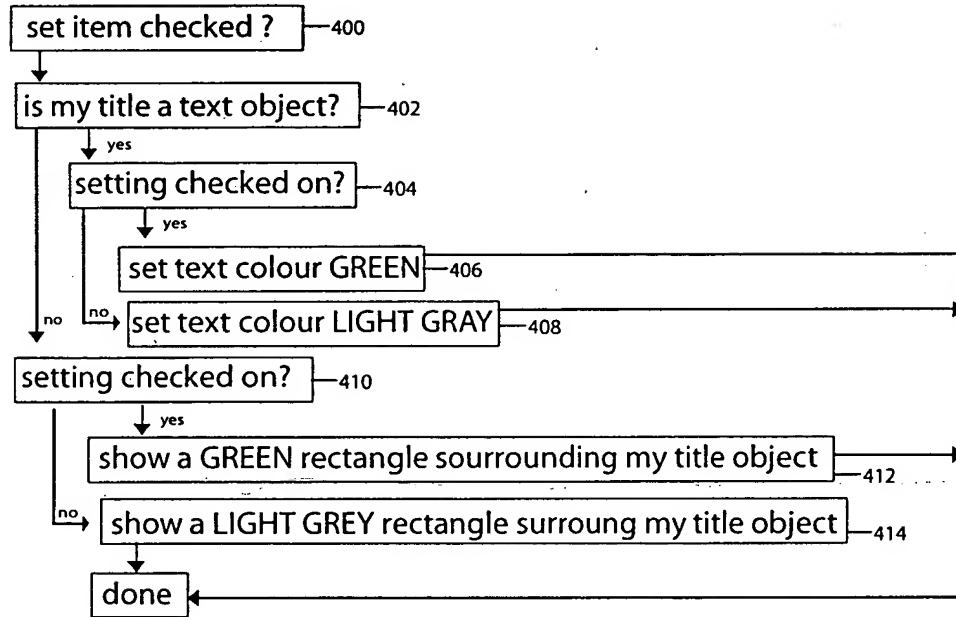 set item checked ? 400
is my title a text object? 402
yes
setting checked on? 404
yes
set text colour GREEN 406
no no set text colour LIGHT GRAY 408
setting checked on? 410
yes
show a GREEN rectangle sourrounding my title object 412
no show a LIGHT GREY rectangle surroung my title object 414
done